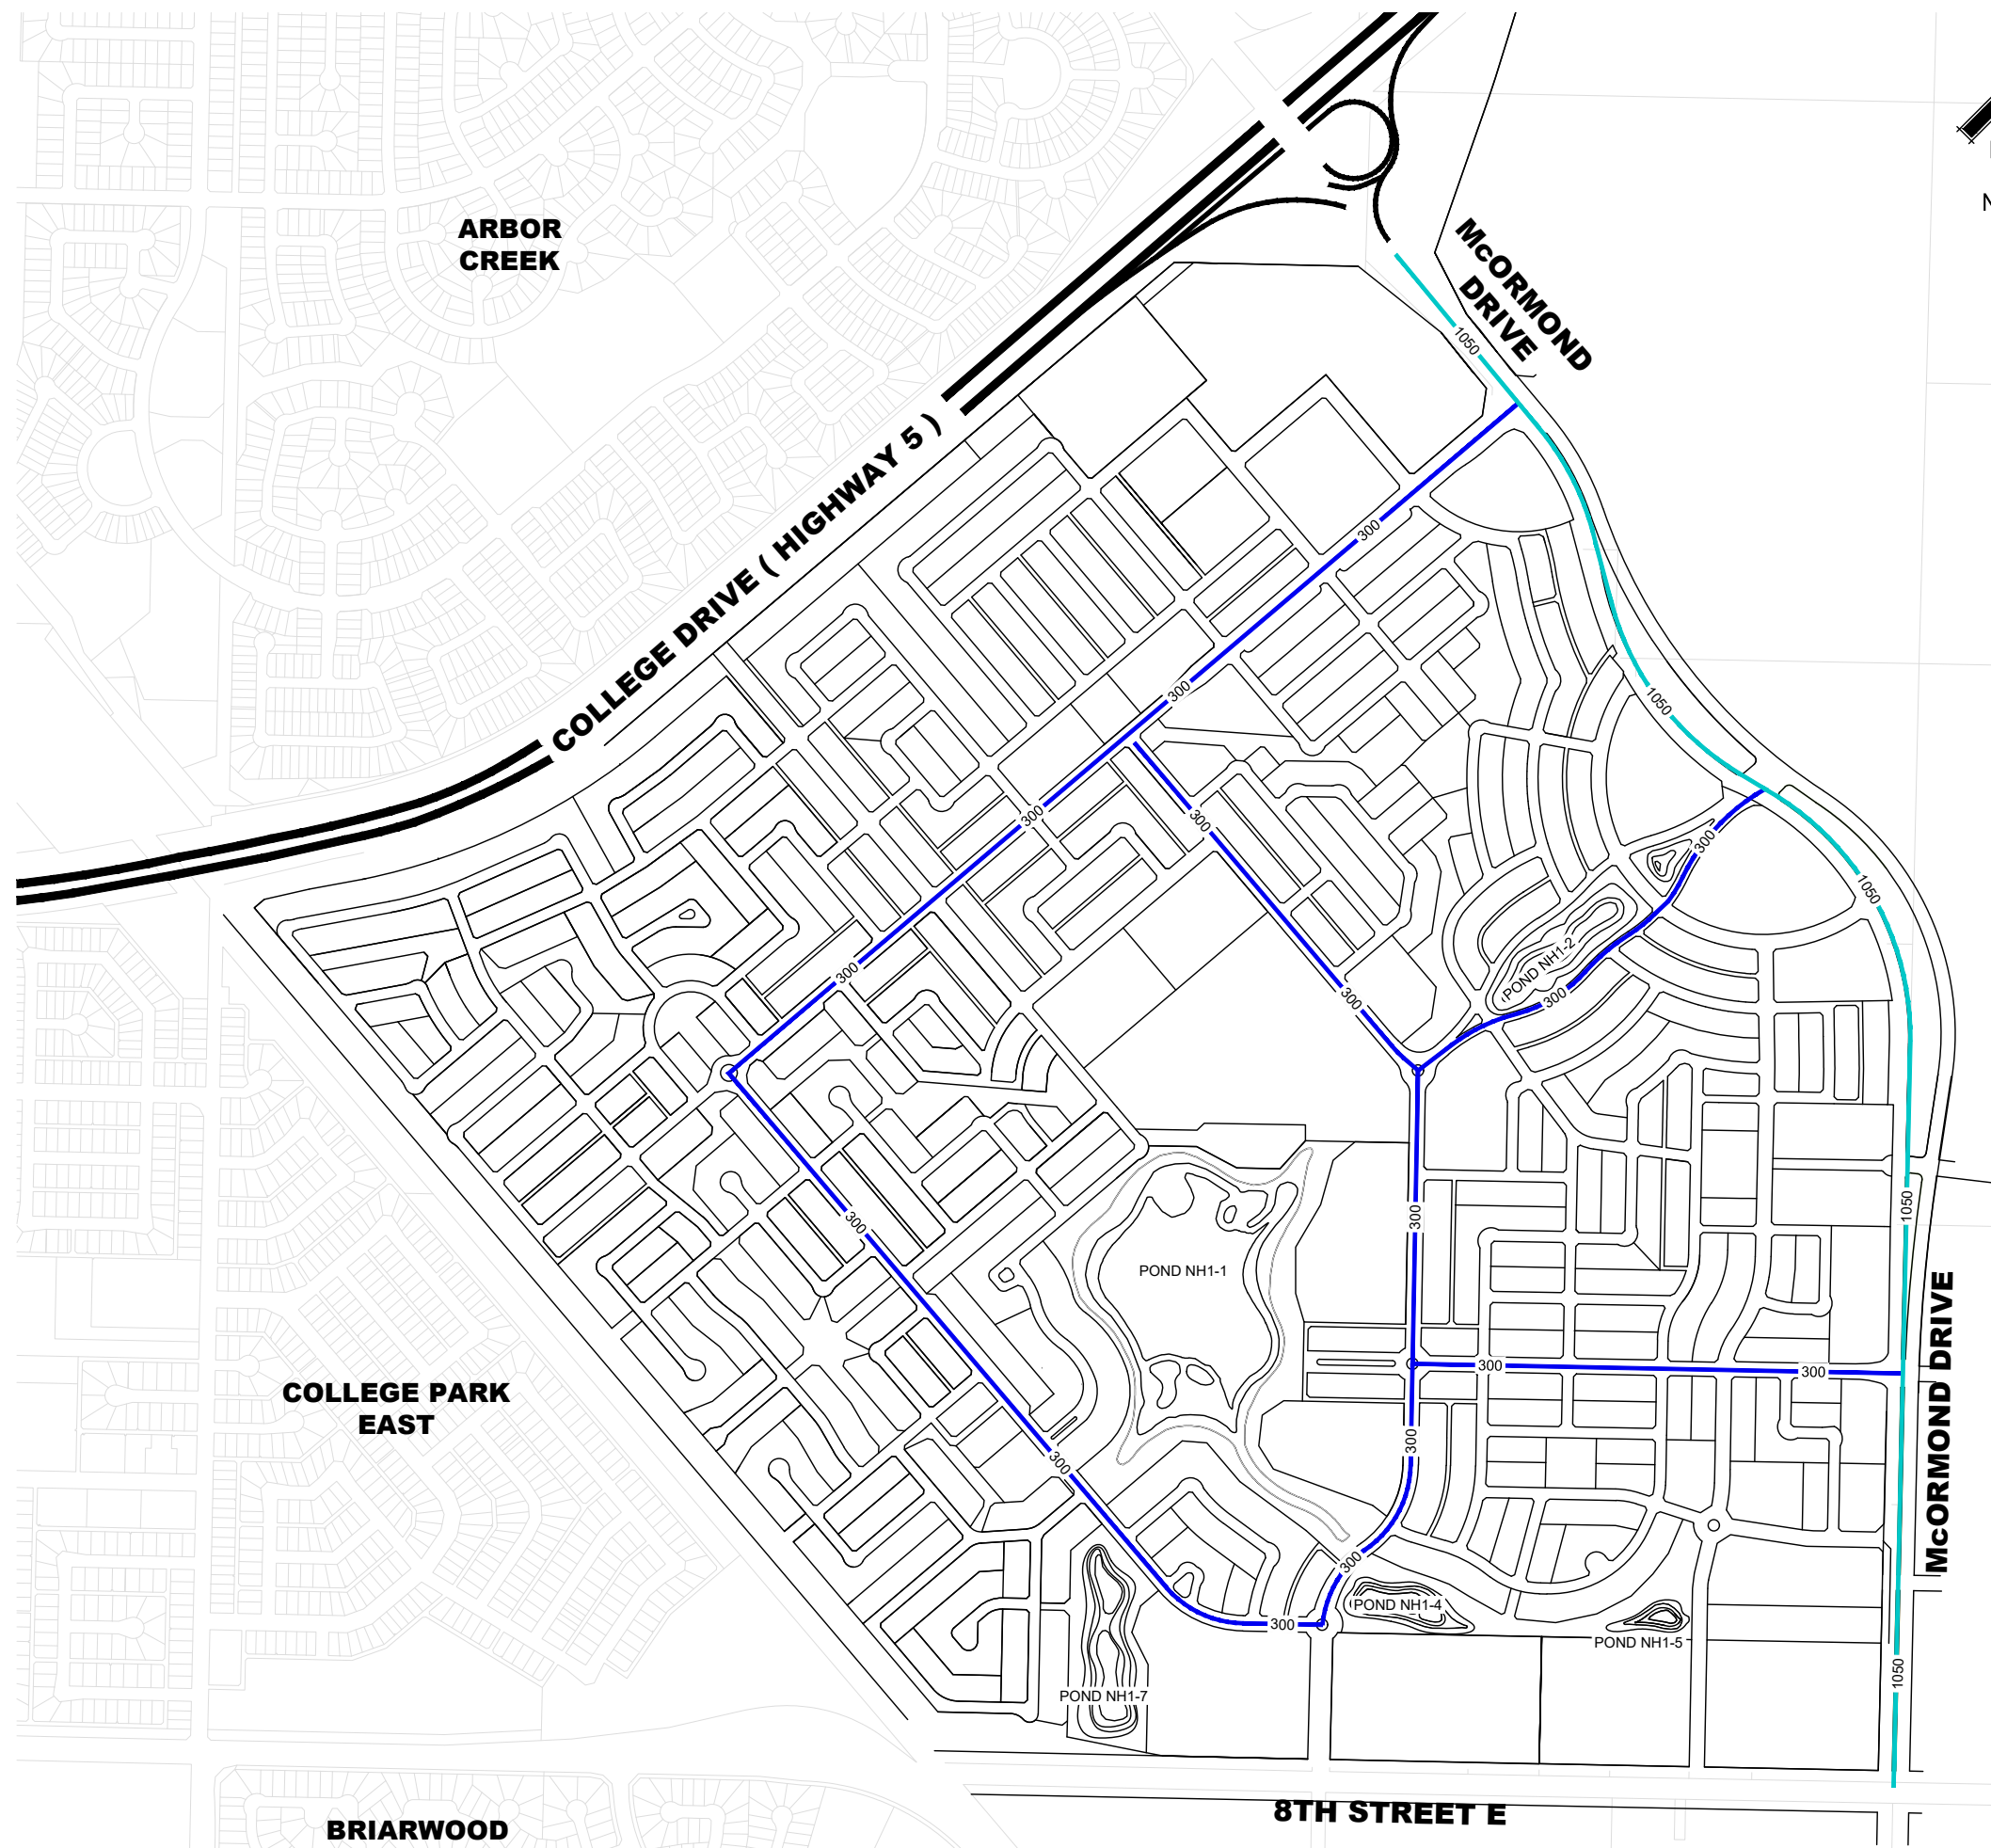 N
ARBOR
CREEK
McORMOND
DRIVE
1050
COLLEGE DRIVE ( HIGHWAY 5 )
300
300
1050
300
300
300
1050
300
POND NH1-2
300
300
1050
300
300
POND NH1-1
McORMOND DRIVE
300
300
COLLEGE PARK
EAST
300
300
300
POND NH1-4
300
POND NH1-5
1050
POND NH1-7
8TH STREET E
BRIARWOOD